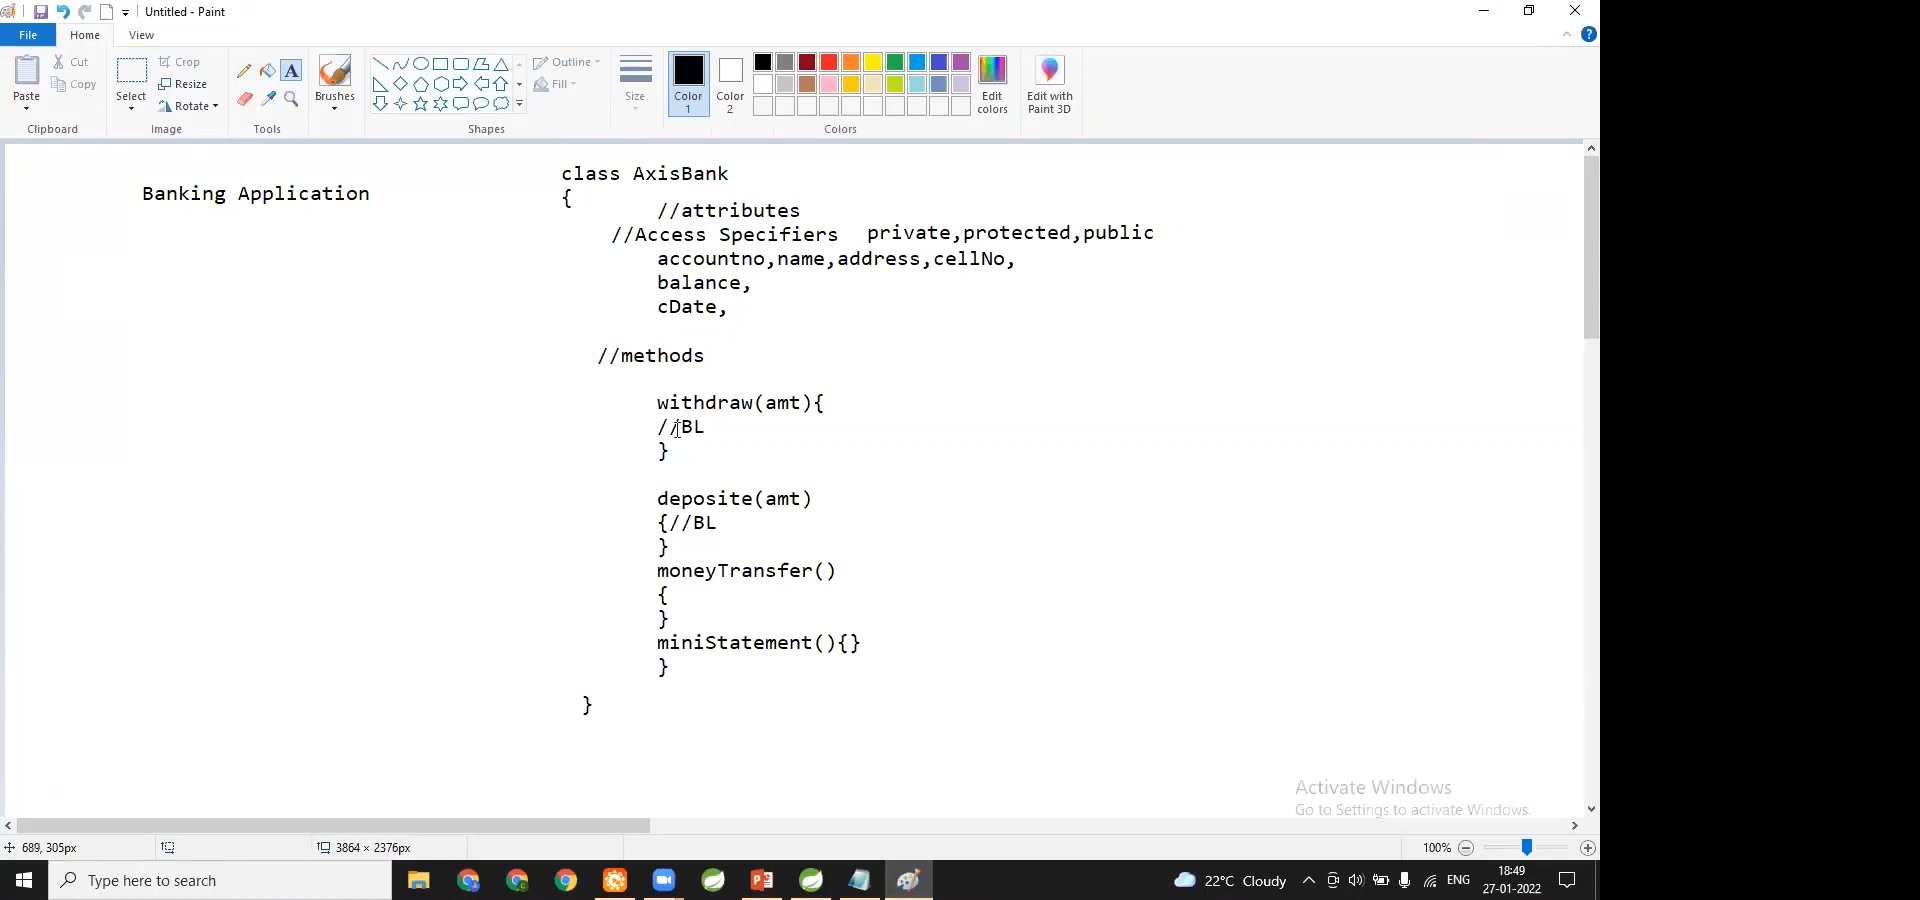 Untitled - Paint
File Home View
Paste
Cut
Copy
Clipboard
Select
Crop
Resize
Rotate
Image
Tools
Brushes
Shapes
Outline
Fill
Size
Color 1
Color 2
Colors
Edit colors
Edit with Paint 3D
Banking Application
class AxisBank
{
//attributes
//Access Specifiers private,protected,public
accountno,name,address,cellNo,
balance,
cDate,
//methods
withdraw(amt){
//BL
}
deposite(amt)
{//BL
}
moneyTransfer()
{
}
miniStatement(){}
}
}
Activate Windows
Go to Settings to activate Windows.
689, 305px
3864 × 2376px
100%
Type here to search
22°C Cloudy
ENG
18:49
27-01-2022